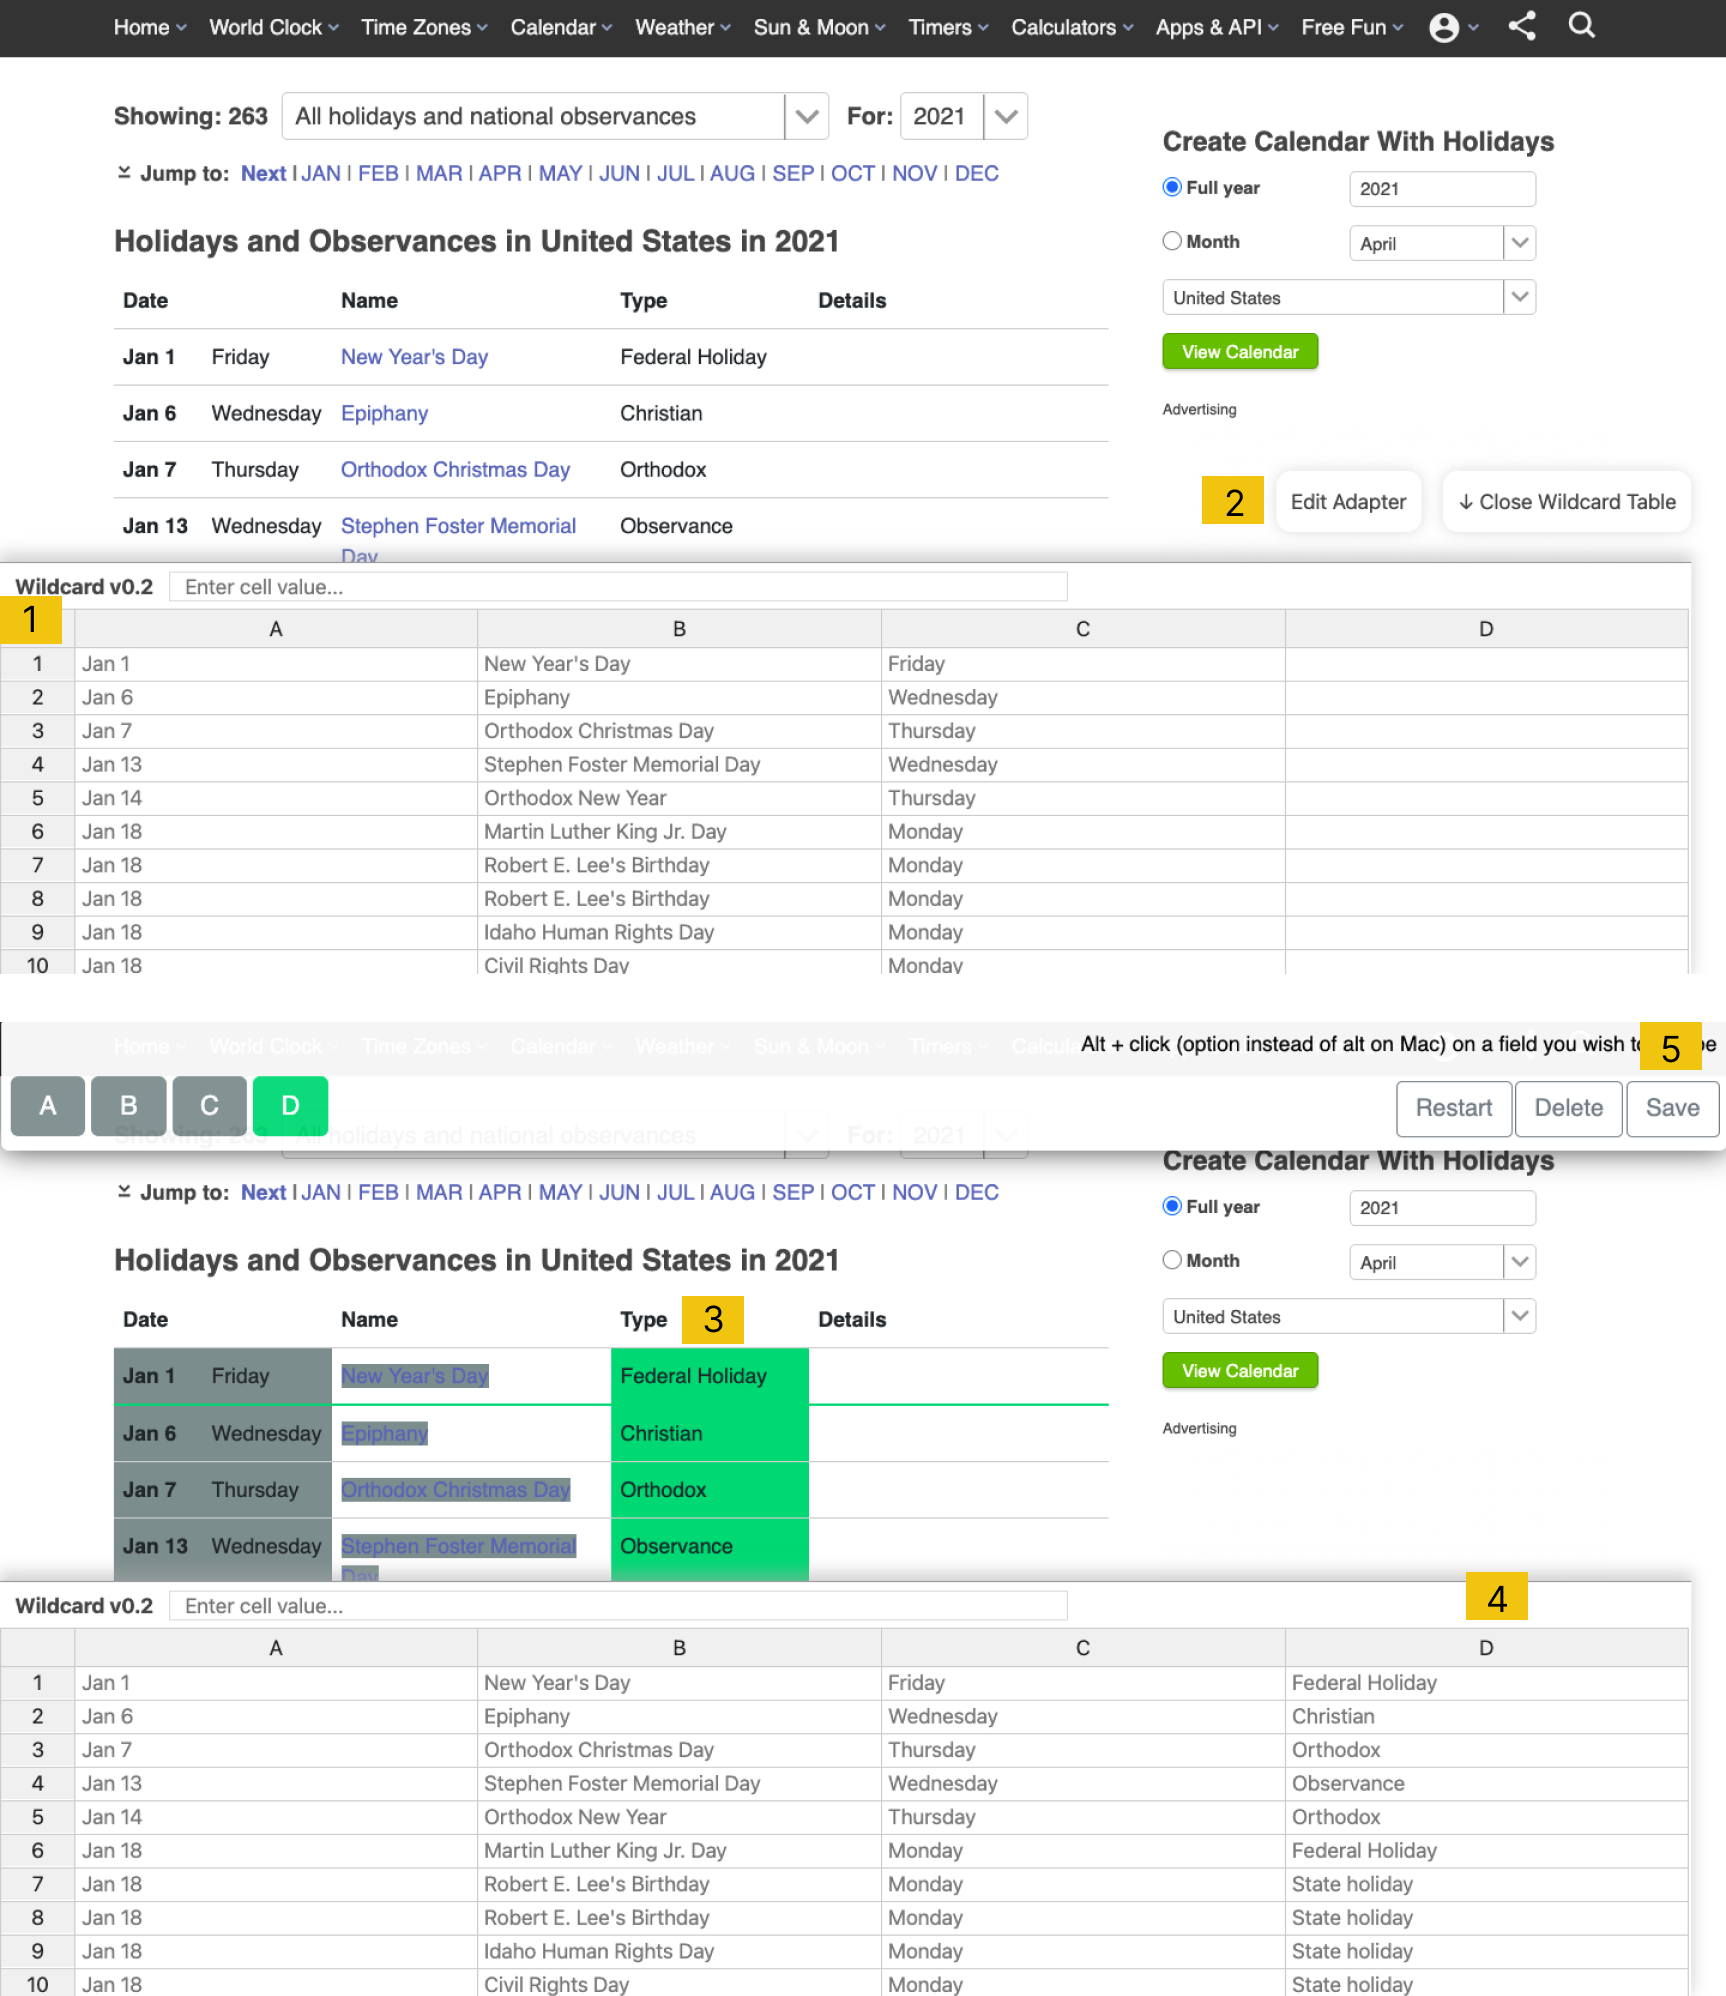 Home World Clock Time Zones Calendar Weather Sun & Moon Timers Calculators Apps & API Free Fun
Showing: 263 All holidays and national observances For: 2021
Jump to: Next | JAN | FEB | MAR | APR | MAY | JUN | JUL | AUG | SEP | OCT | NOV | DEC
Holidays and Observances in United States in 2021
Date Name Type Details
Jan 1 Friday New Year's Day Federal Holiday
Jan 6 Wednesday Epiphany Christian
Jan 7 Thursday Orthodox Christmas Day Orthodox
Jan 13 Wednesday Stephen Foster Memorial Observance
Day
Create Calendar With Holidays
Full year 2021
Month April
United States
View Calendar
Advertising
2 Edit Adapter ↓ Close Wildcard Table
Wildcard v0.2 Enter cell value...
1 A B C D
1 Jan 1 New Year's Day Friday
2 Jan 6 Epiphany Wednesday
3 Jan 7 Orthodox Christmas Day Thursday
4 Jan 13 Stephen Foster Memorial Day Wednesday
5 Jan 14 Orthodox New Year Thursday
6 Jan 18 Martin Luther King Jr. Day Monday
7 Jan 18 Robert E. Lee's Birthday Monday
8 Jan 18 Robert E. Lee's Birthday Monday
9 Jan 18 Idaho Human Rights Day Monday
10 Jan 18 Civil Rights Day Monday
Home World Clock Time Zones Calendar Weather Sun & Moon Timers
Alt + click (option instead of alt on Mac) on a field you wish 5
A B C D Restart Delete Save
Showing: All holidays and national observances For: 2021
Jump to: Next | JAN | FEB | MAR | APR | MAY | JUN | JUL | AUG | SEP | OCT | NOV | DEC
Holidays and Observances in United States in 2021
Date Name Type 3 Details
Jan 1 Friday New Year's Day Federal Holiday
Jan 6 Wednesday Epiphany Christian
Jan 7 Thursday Orthodox Christmas Day Orthodox
Jan 13 Wednesday Stephen Foster Memorial Observance
Day
Create Calendar With Holidays
Full year 2021
Month April
United States
View Calendar
Advertising
Wildcard v0.2 Enter cell value... 4
A B C D
1 Jan 1 New Year's Day Friday Federal Holiday
2 Jan 6 Epiphany Wednesday Christian
3 Jan 7 Orthodox Christmas Day Thursday Orthodox
4 Jan 13 Stephen Foster Memorial Day Wednesday Observance
5 Jan 14 Orthodox New Year Thursday Orthodox
6 Jan 18 Martin Luther King Jr. Day Monday Federal Holiday
7 Jan 18 Robert E. Lee's Birthday Monday State holiday
8 Jan 18 Robert E. Lee's Birthday Monday State holiday
9 Jan 18 Idaho Human Rights Day Monday State holiday
10 Jan 18 Civil Rights Day Monday State holiday